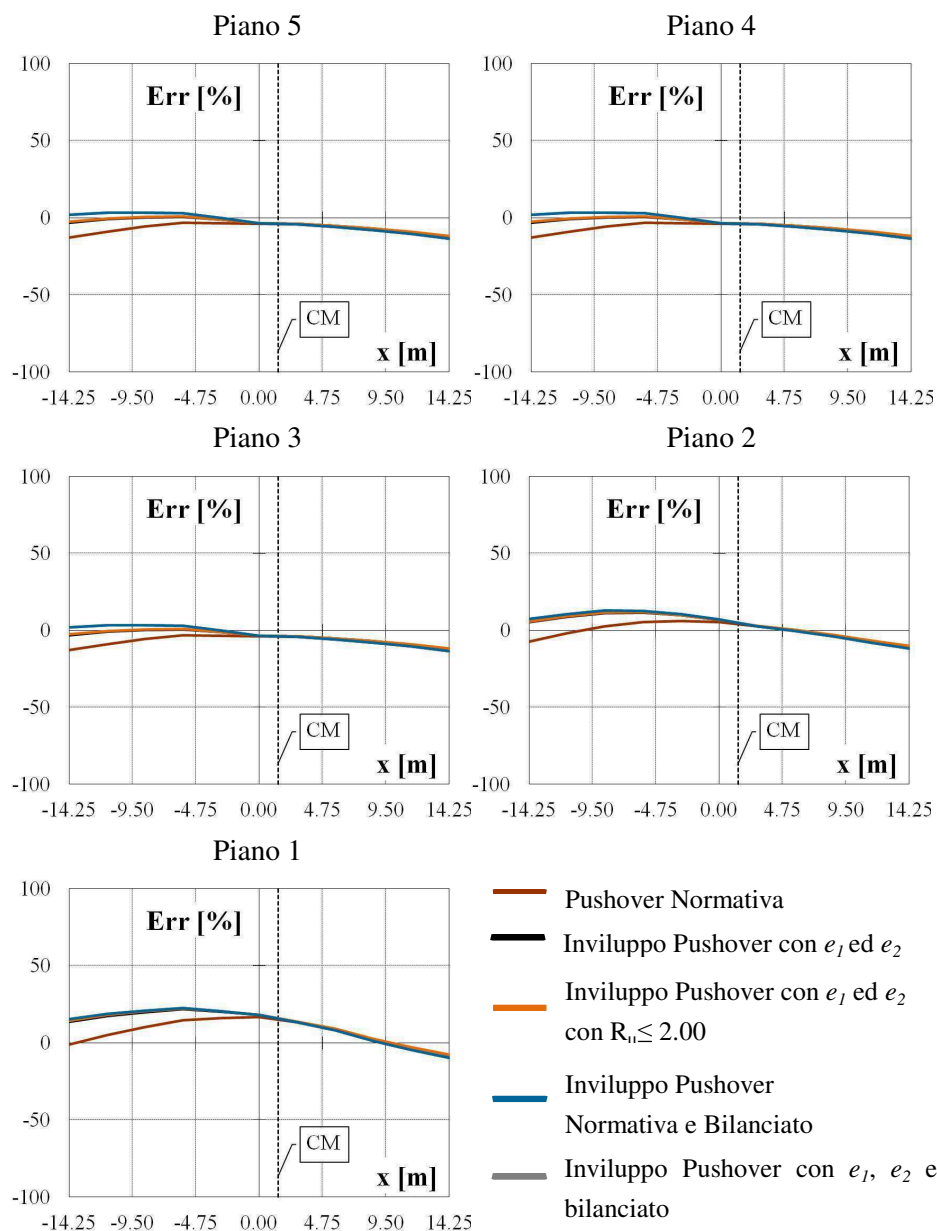 Piano 5
Piano 4
100
50
0
-50
-100
Err [%]
CM
x [m]
-14.25 -9.50 -4.75 0.00 4.75 9.50 14.25
100
50
0
-50
-100
Err [%]
CM
x [m]
-14.25 -9.50 -4.75 0.00 4.75 9.50 14.25
Piano 3
Piano 2
100
50
0
-50
-100
Err [%]
CM
x [m]
-14.25 -9.50 -4.75 0.00 4.75 9.50 14.25
100
50
0
-50
-100
Err [%]
CM
x [m]
-14.25 -9.50 -4.75 0.00 4.75 9.50 14.25
Piano 1
100
50
0
-50
-100
Err [%]
CM
x [m]
-14.25 -9.50 -4.75 0.00 4.75 9.50 14.25
Pushover Normativa
Inviluppo Pushover con e1 ed e2
Inviluppo Pushover con e1 ed e2
con Rμ≤ 2.00
Inviluppo Pushover
Normativa e Bilanciato
Inviluppo Pushover con e1, e2 e
bilanciato